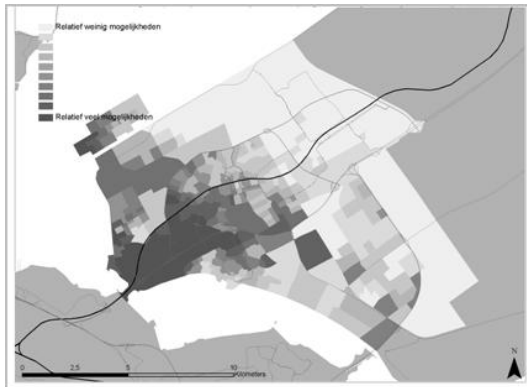 Relatief weinig mogelijkheden
Relatief veel mogelijkheden
N
0 2,5 5 10
Kilometers